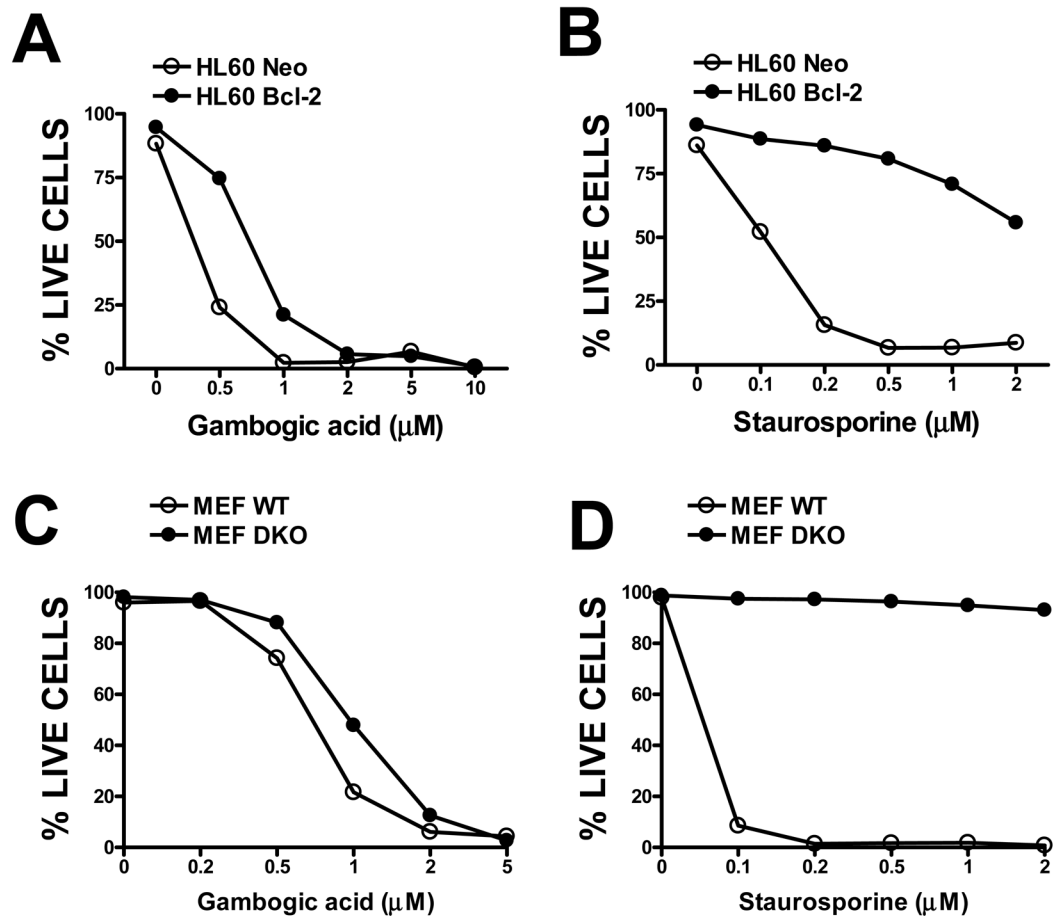 A
HL60 Neo
HL60 Bcl-2
% LIVE CELLS
100
75
50
25
0
0 0.5 1 2 5 10
Gambogic acid (μM)
B
HL60 Neo
HL60 Bcl-2
% LIVE CELLS
100
75
50
25
0
0 0.1 0.2 0.5 1 2
Staurosporine (μM)
C
MEF WT
MEF DKO
% LIVE CELLS
100
80
60
40
20
0
0 0.2 0.5 1 2 5
Gambogic acid (μM)
D
MEF WT
MEF DKO
% LIVE CELLS
100
80
60
40
20
0
0 0.1 0.2 0.5 1 2
Staurosporine (μM)